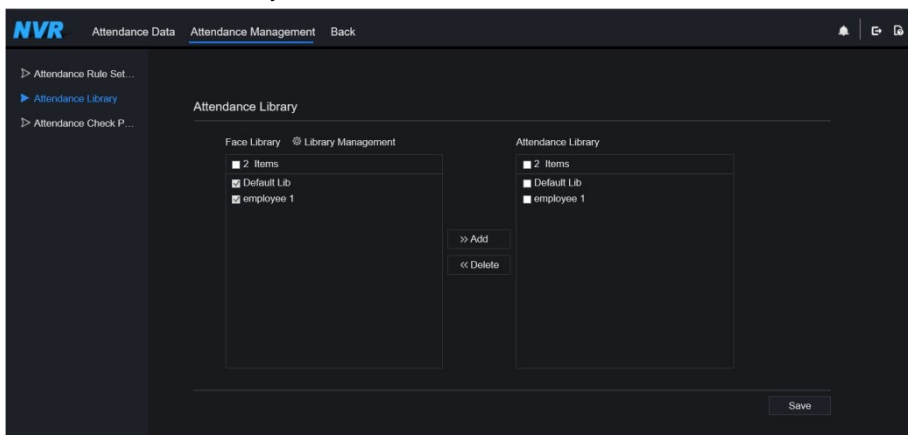 NVR Attendance Data Attendance Management Back
Attendance Rule Set...
Attendance Library
Attendance Check P...
Attendance Library
Face Library Library Management
2 Items
Default Lib
employee 1
>> Add
<< Delete
Attendance Library
2 Items
Default Lib
employee 1
Save